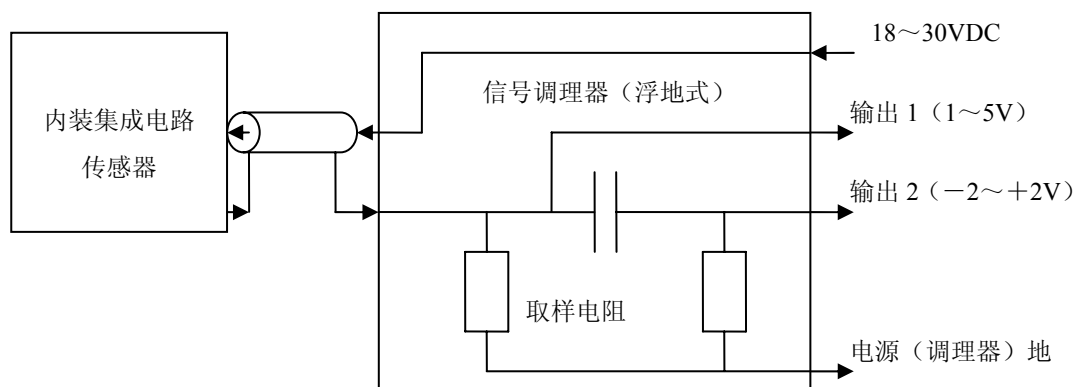 18～30VDC
信号调理器（浮地式）
内装集成电路
传感器
输出 1（1～5V）
输出 2（－2～＋2V）
取样电阻
电源（调理器）地